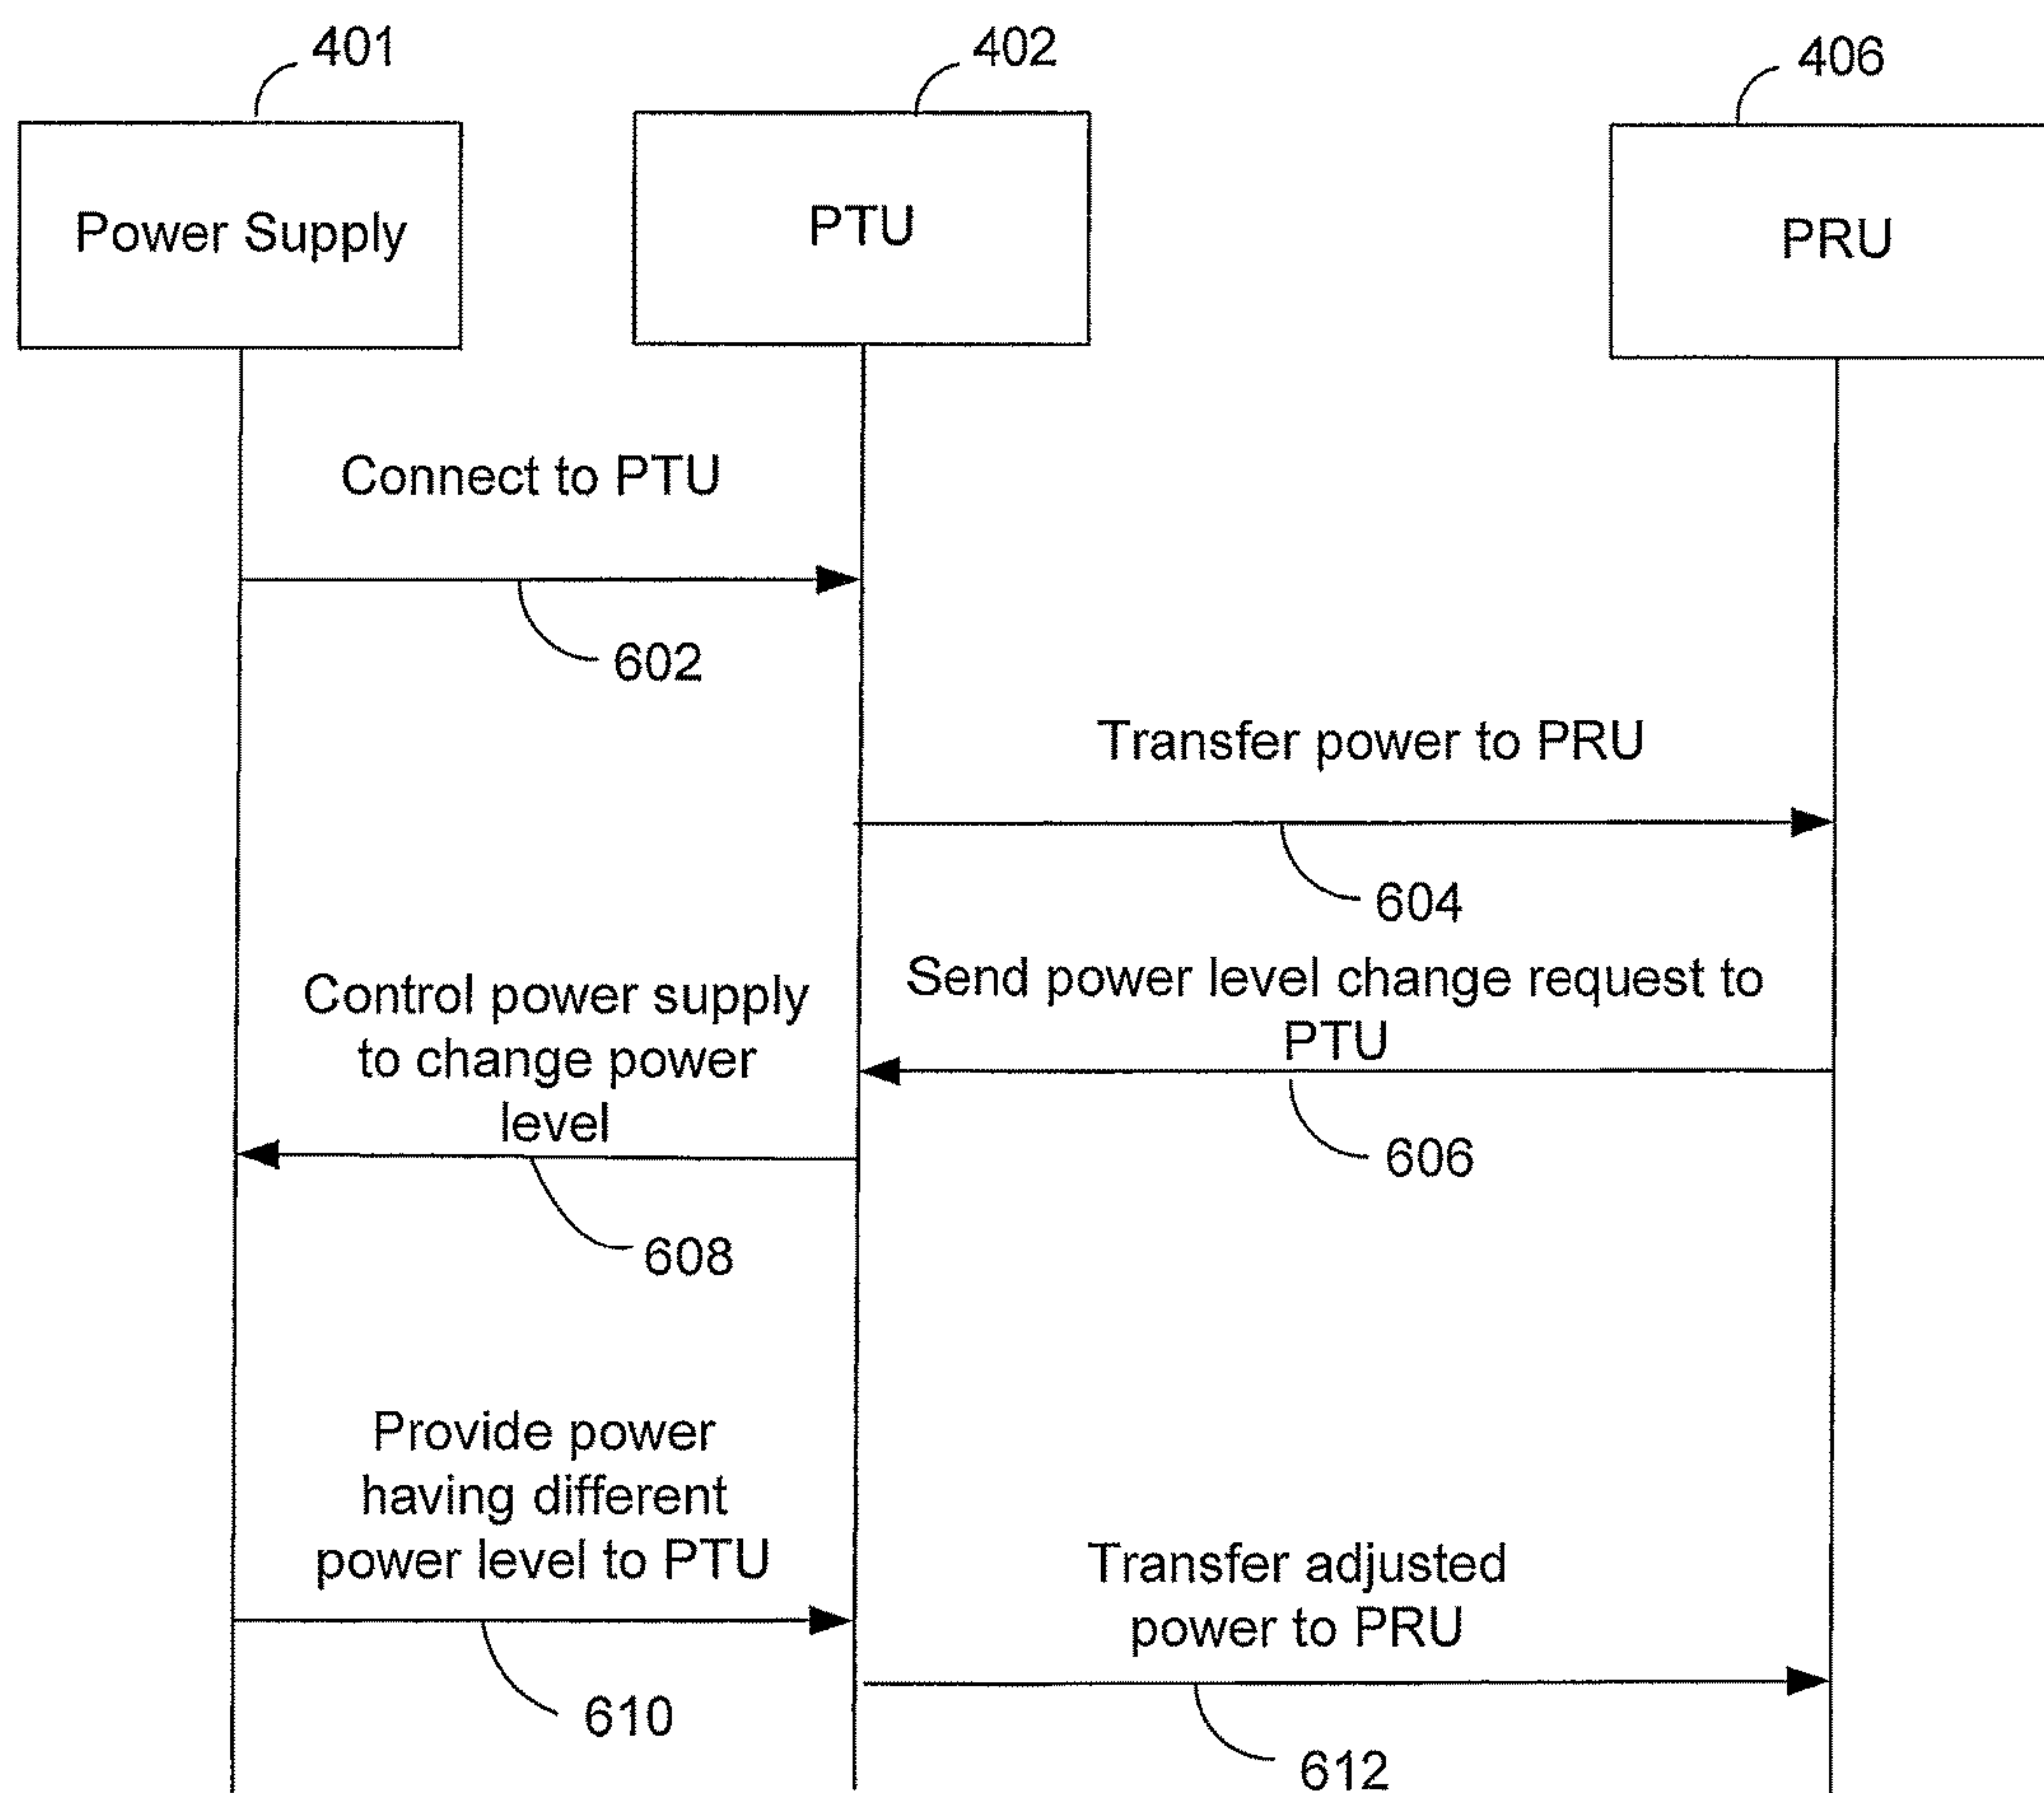 401
402
406
Power Supply
PTU
PRU
Connect to PTU
602
Transfer power to PRU
604
Send power level change request to
PTU
606
Control power supply
to change power
level
608
Provide power
having different
power level to PTU
610
Transfer adjusted
power to PRU
612